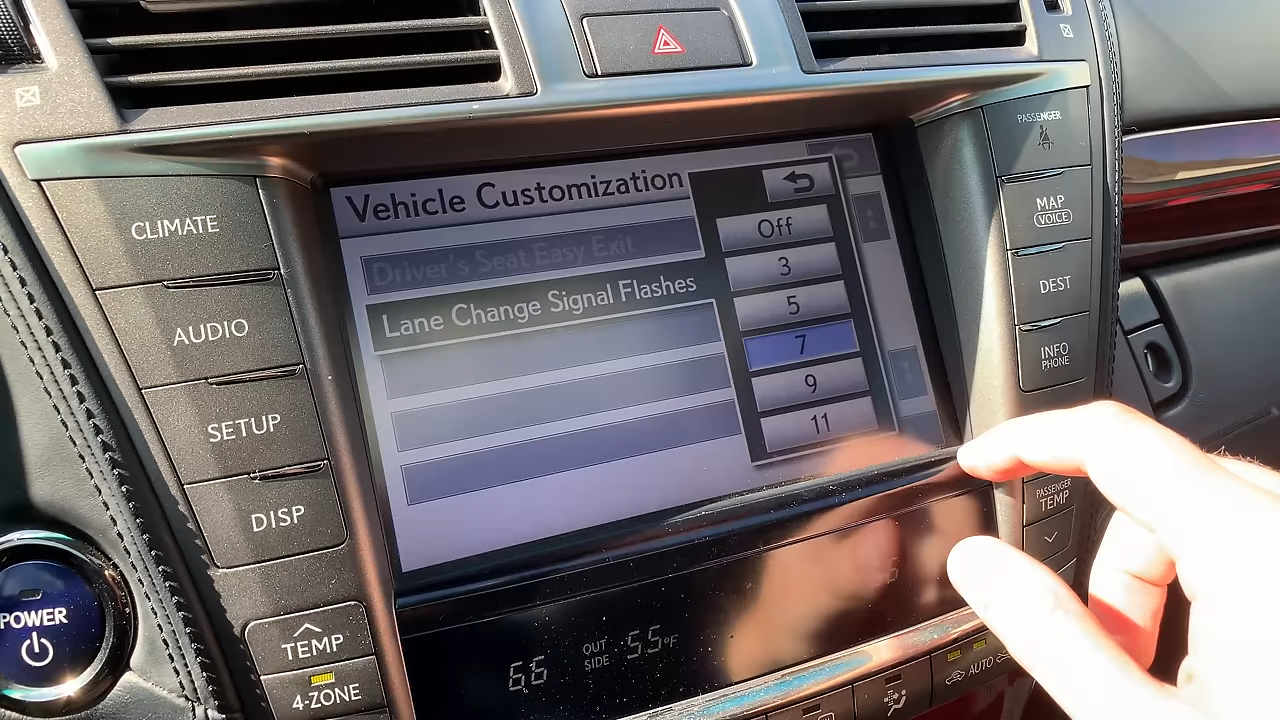 CLIMATE
AUDIO
SETUP
DISP
POWER
TEMP
4-ZONE
Vehicle Customization
Driver's Seat Easy Exit
Lane Change Signal Flashes
Off
3
5
7
9
11
66
OUT
SIDE
55°F
PASSENGER
MAP
VOICE
DEST
INFO
PHONE
PASSENGER
TEMP
AUTO